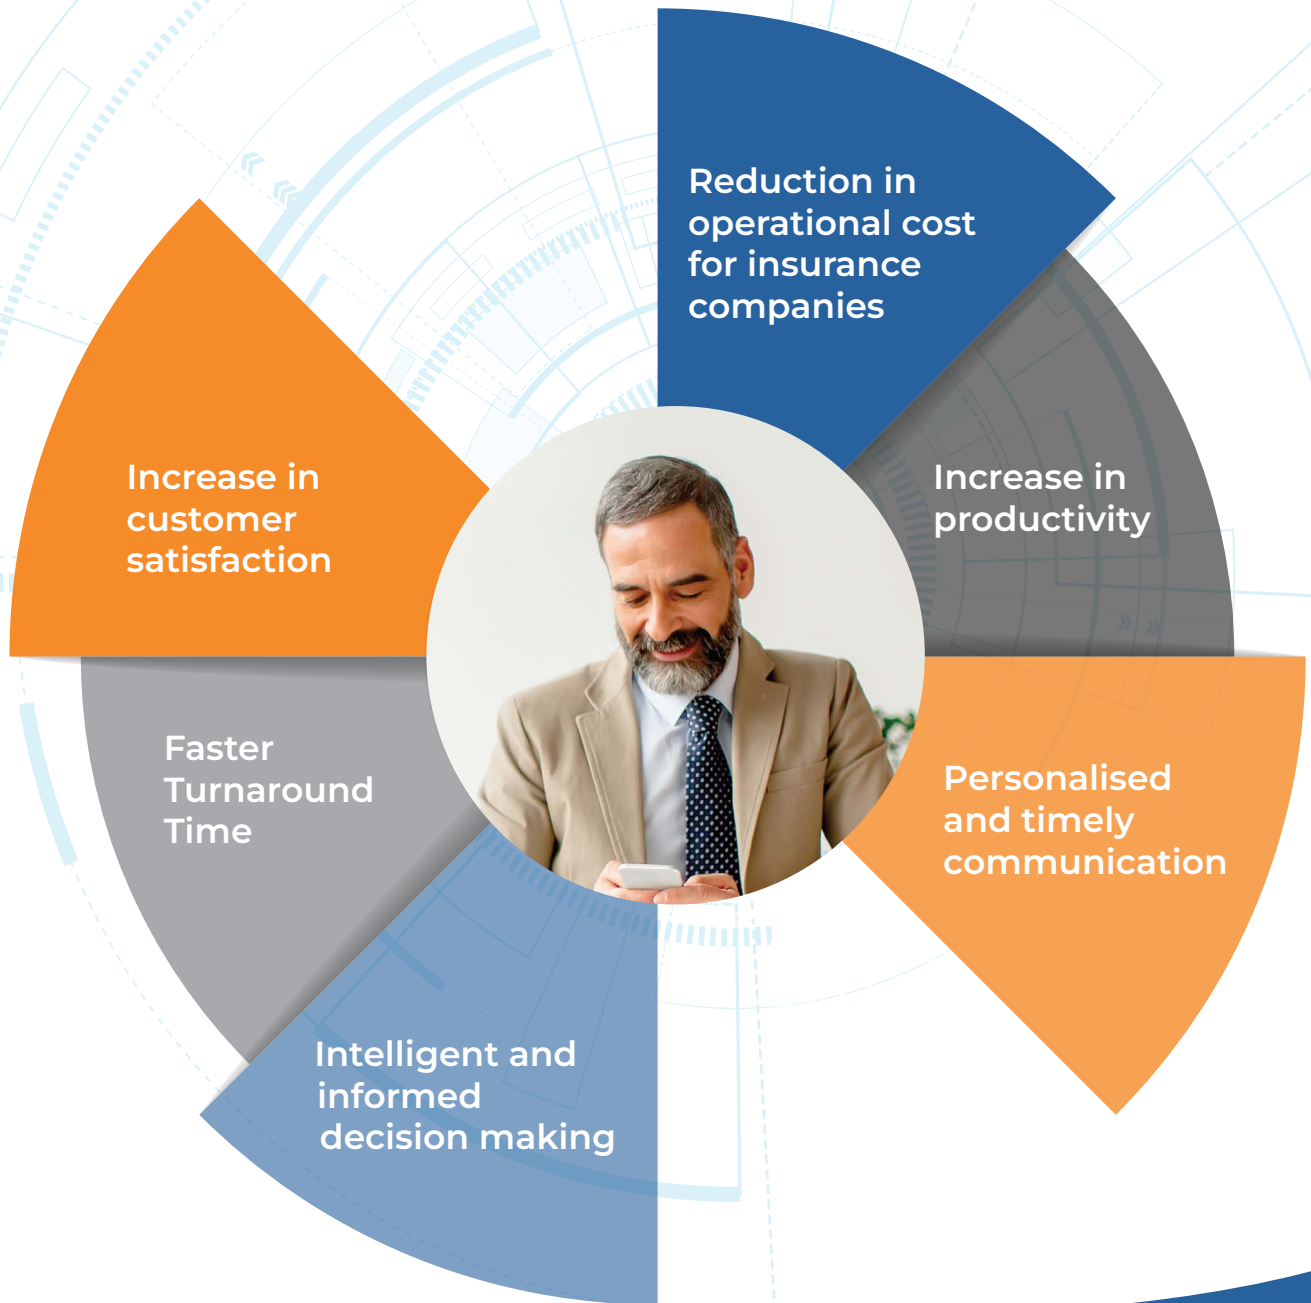 Reduction in
operational cost
for insurance
companies
Increase in
productivity
Personalised
and timely
communication
Intelligent and
informed
decision making
Faster
Turnaround
Time
Increase in
customer
satisfaction